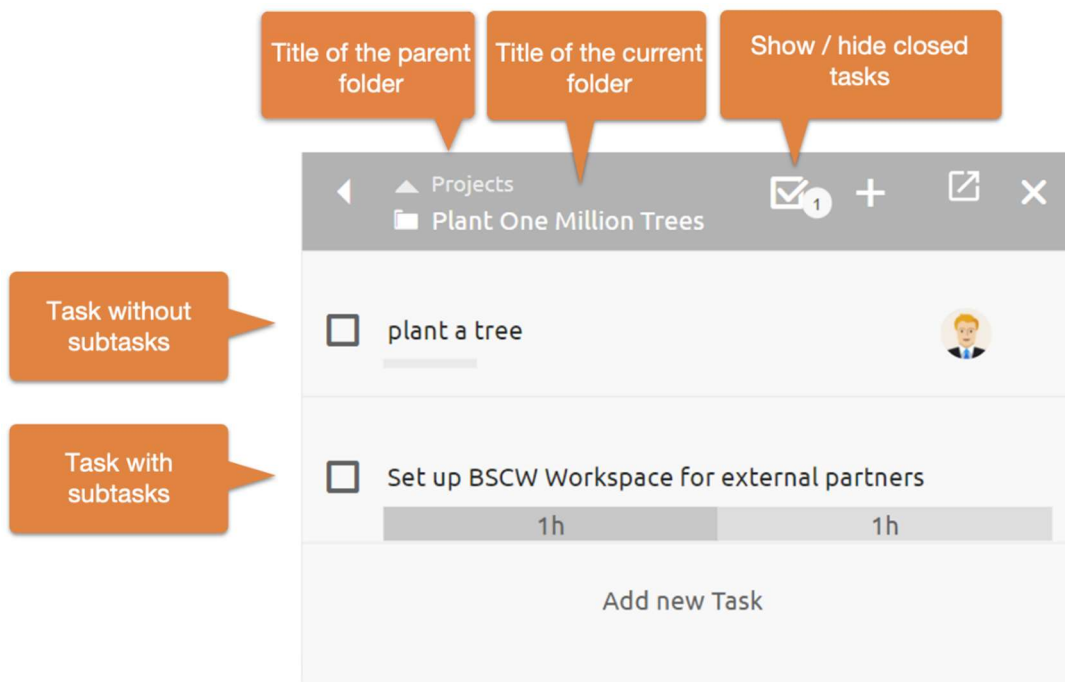 Title of the parent
folder
Title of the current
folder
Show / hide closed
tasks
Projects
1
Plant One Million Trees
Task without
subtasks
plant a tree
Task with
subtasks
Set up BSCW Workspace for external partners
1h
1h
Add new Task